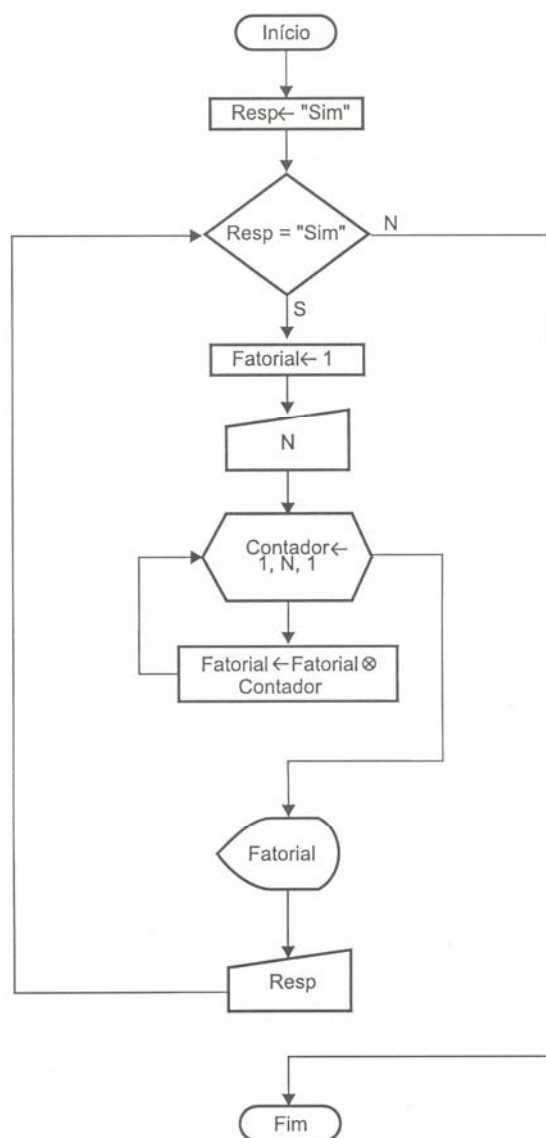 Início
Resp← "Sim"
Resp = "Sim"
N
S
Fatorial← 1
N
Contador←
1, N, 1
Fatorial←Fatorial⊗
Contador
Fatorial
Resp
Fim